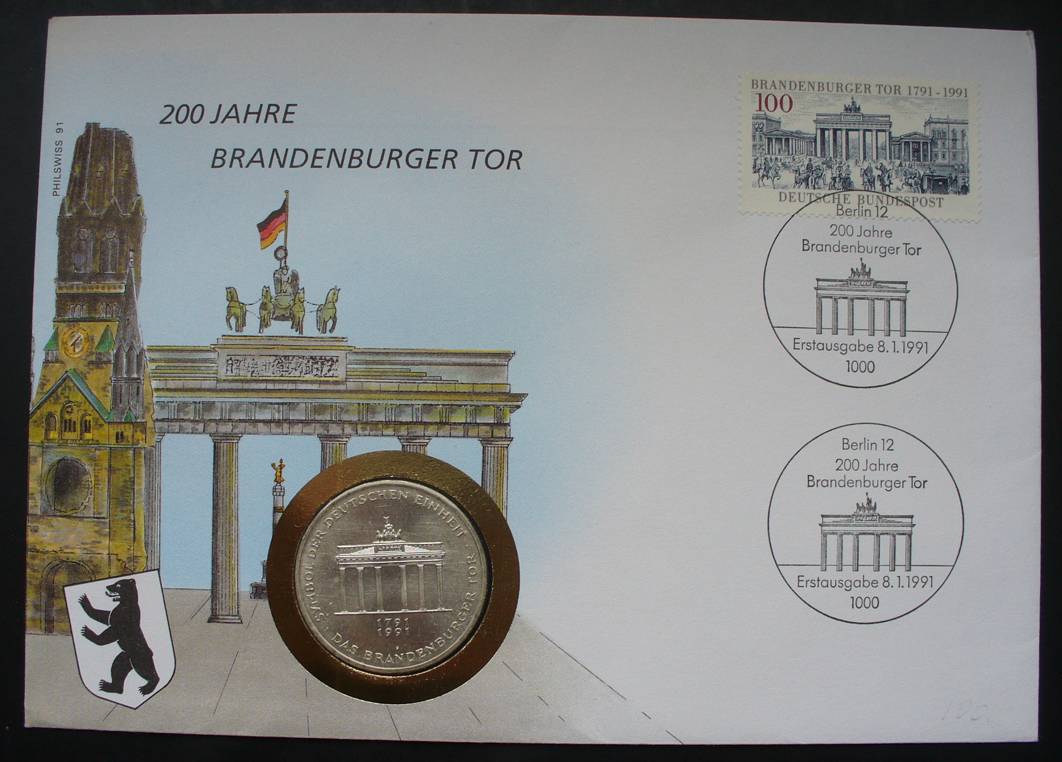 200 JAHRE
BRANDENBURGER TOR
PHILSWISS 91
BRANDENBURGER TOR 1791 - 1991
100
DEUTSCHE BUNDESPOST
Berlin 12
200 Jahre
Brandenburger Tor
Erstausgabe 8.1.1991
1000
Berlin 12
200 Jahre
Brandenburger Tor
Erstausgabe 8.1.1991
1000
SYMBOL DER DEUTSCHEN EINHEIT
DAS BRANDENBURGER TOR
1791
1991